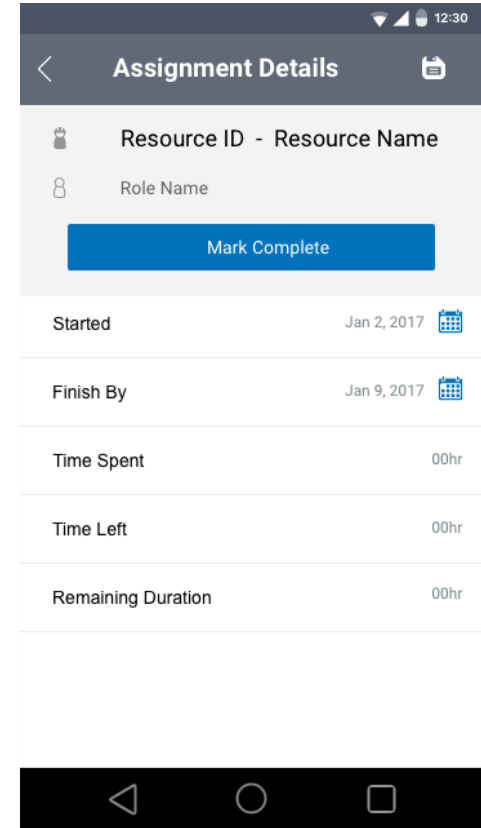 12:30
Assignment Details
Resource ID - Resource Name
Role Name
Mark Complete
Started Jan 2, 2017
Finish By Jan 9, 2017
Time Spent 00hr
Time Left 00hr
Remaining Duration 00hr